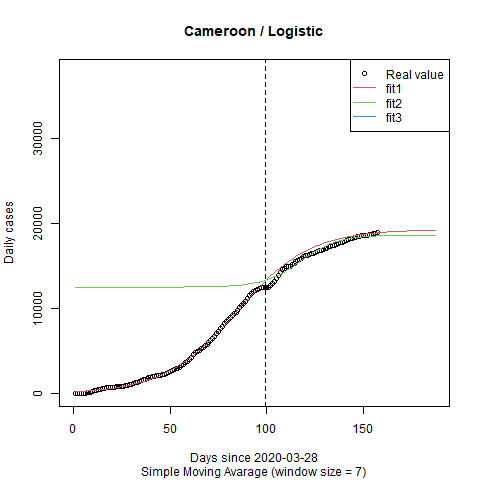 Cameroon / Logistic
Real value
fit1
fit2
fit3
Daily cases
30000
20000
10000
0
0 50 100 150
Days since 2020-03-28
Simple Moving Avarage (window size = 7)